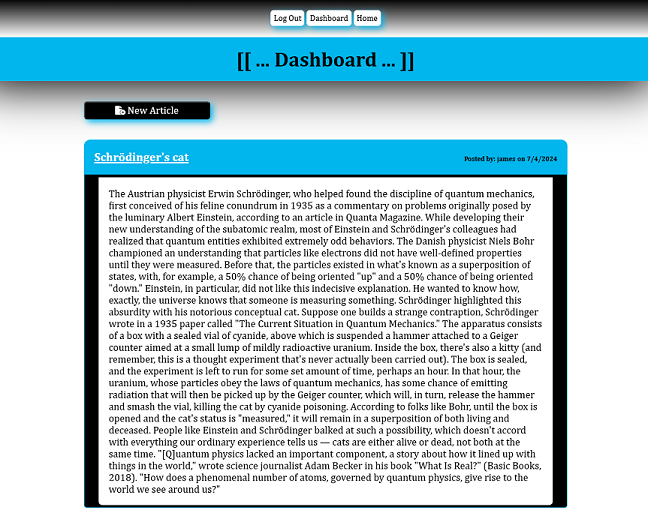 Log Out Dashboard Home
[[ ... Dashboard ... ]]
New Article
Schrödinger's cat
Posted by: james on 7/4/2024
The Austrian physicist Erwin Schrödinger, who helped found the discipline of quantum mechanics,
first conceived of his feline conundrum in 1935 as a commentary on problems originally posed by
the luminary Albert Einstein, according to an article in Quanta Magazine. While developing their
new understanding of the subatomic realm, most of Einstein and Schrödinger's colleagues had
realized that quantum entities exhibited extremely odd behaviors. The Danish physicist Niels Bohr
championed an understanding that particles like electrons did not have well-defined properties
until they were measured. Before that, the particles existed in what's known as a superposition of
states, with, for example, a 50% chance of being oriented "up" and a 50% chance of being oriented
"down." Einstein, in particular, did not like this indecisive explanation. He wanted to know how,
exactly, the universe knows that someone is measuring something. Schrödinger highlighted this
absurdity with his notorious conceptual cat. Suppose one builds a strange contraption, Schrödinger
wrote in a 1935 paper called "The Current Situation in Quantum Mechanics." The apparatus consists
of a box with a sealed vial of cyanide, above which is suspended a hammer attached to a Geiger
counter aimed at a small lump of mildly radioactive uranium. Inside the box, there's also a kitty (and
remember, this is a thought experiment that's never actually been carried out). The box is sealed,
and the experiment is left to run for some set amount of time, perhaps an hour. In that hour, the
uranium, whose particles obey the laws of quantum mechanics, has some chance of emitting
radiation that will then be picked up by the Geiger counter, which will, in turn, release the hammer
and smash the vial, killing the cat by cyanide poisoning. According to folks like Bohr, until the box is
opened and the cat's status is "measured," it will remain in a superposition of both living and
deceased. People like Einstein and Schrödinger balked at such a possibility, which doesn't accord
with everything our ordinary experience tells us — cats are either alive or dead, not both at the
same time. "[Q]uantum physics lacked an important component, a story about how it lined up with
things in the world," wrote science journalist Adam Becker in his book "What Is Real?" (Basic Books,
2018). "How does a phenomenal number of atoms, governed by quantum physics, give rise to the
world we see around us?"